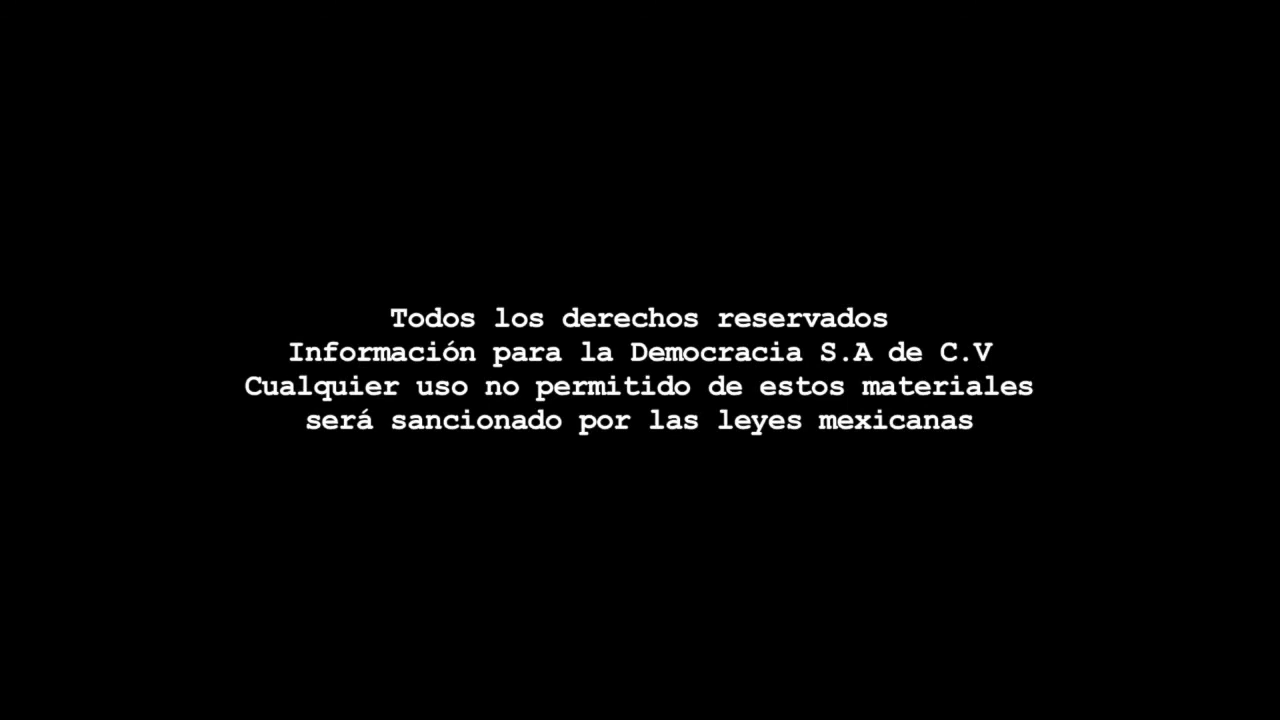 Todos los derechos reservados
Información para la Democracia S.A de C.V
Cualquier uso no permitido de estos materiales
será sancionado por las leyes mexicanas